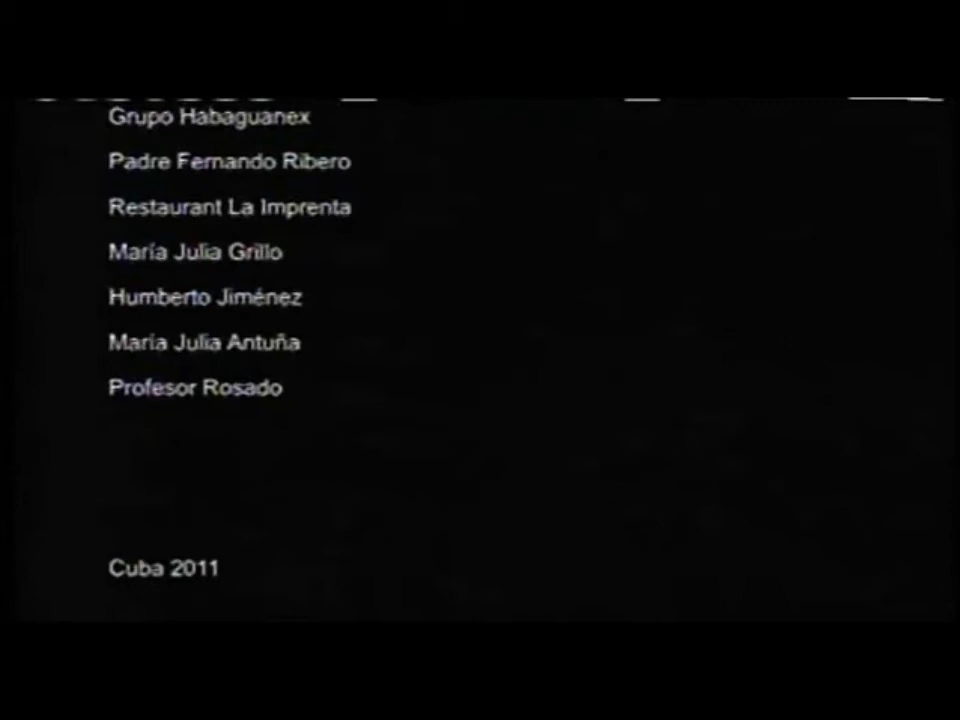 Grupo Habaguanex
Padre Fernando Ribero
Restaurant La Imprenta
María Julia Grillo
Humberto Jiménez
María Julia Antuña
Profesor Rosado
Cuba 2011